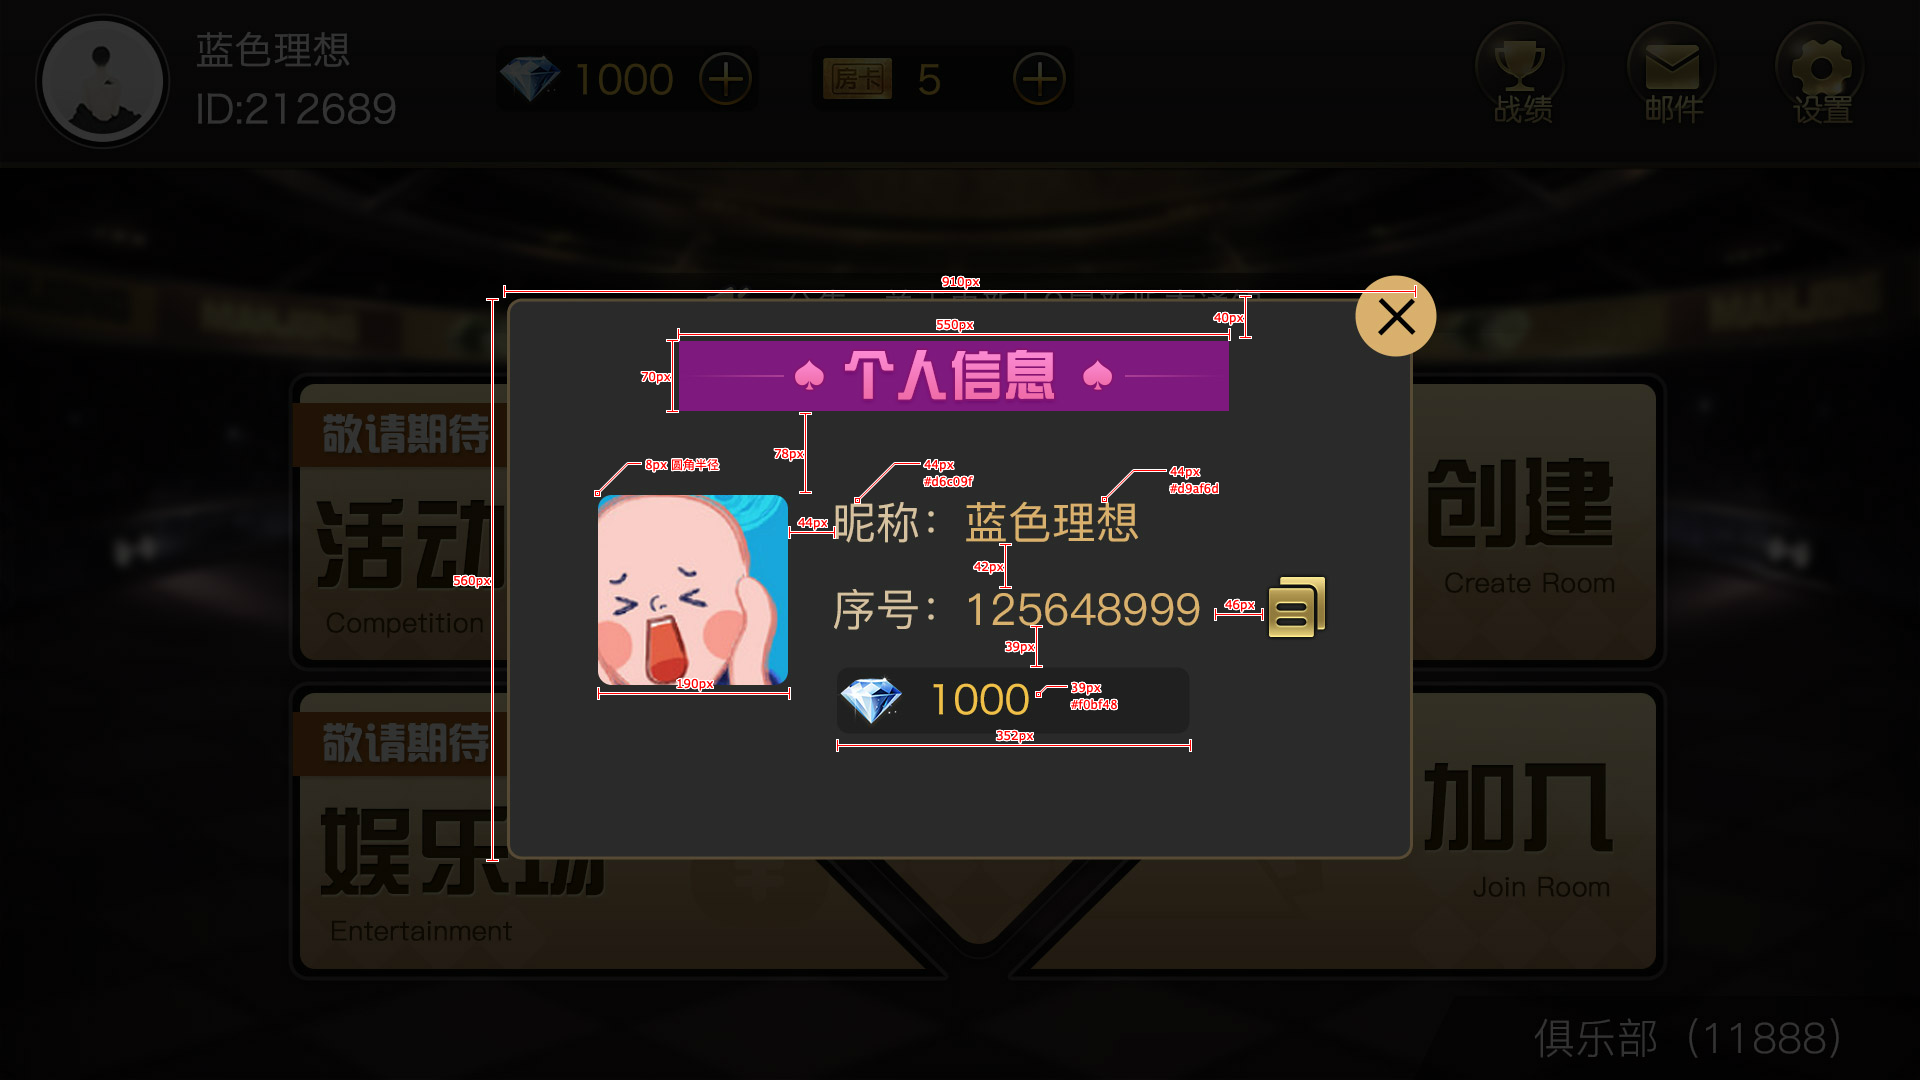 蓝色理想
ID:212689
1000
房卡
5
战绩
邮件
设置
910px
40px
550px
70px
个人信息
78px
8px 圆角半径
44px
#d6c09f
44px
#d9af6d
44px
昵称：蓝色理想
42px
560px
序号：125648999
46px
39px
190px
1000
39px
#f0bf48
352px
敬请期待
活动
Competition
创建
Create Room
敬请期待
娱乐场
Entertainment
加入
Join Room
俱乐部（11888）